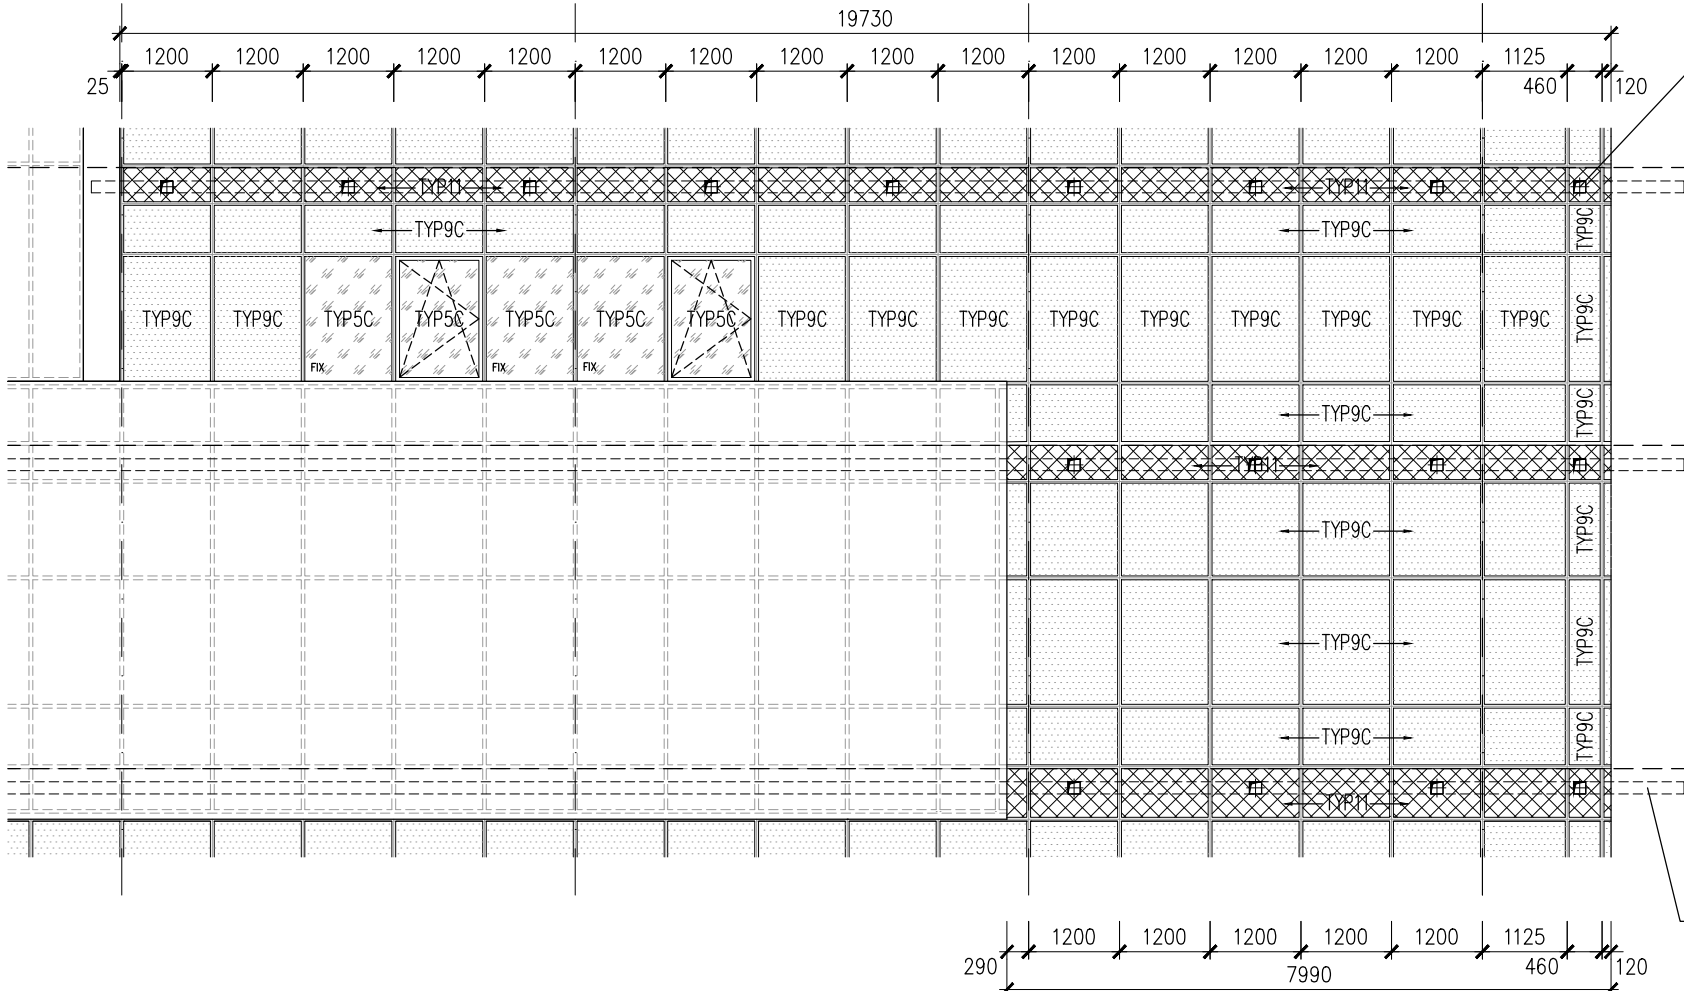 19730
1200 1200 1200 1200 1200 1200 1200 1200 1200 1200 1200 1200 1200 1200 1200 1125
25 460 120
TYP11 TYP11
TYP9C TYP9C TYP9C
TYP9C TYP9C TYP5C TYP5C TYP5C TYP5C TYP5C TYP9C TYP9C TYP9C TYP9C TYP9C TYP9C TYP9C TYP9C TYP9C TYP9C
FIX FIX FIX
TYP9C TYP9C
TYP11
TYP9C TYP9C
TYP9C TYP9C
TYP9C TYP9C
TYP11
1200 1200 1200 1200 1200 1125
290 460 120
7990